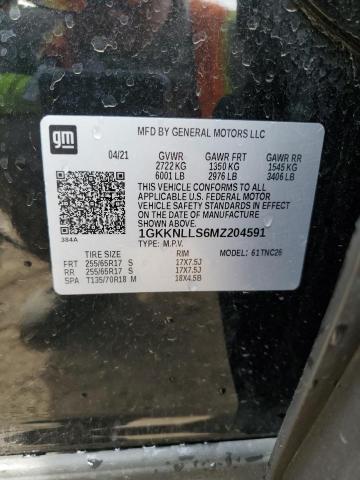 gm
MFD BY GENERAL MOTORS LLC
04/21 GVWR GAWR FRT GAWR RR
2722 KG 1350 KG 1545 KG
6001 LB 2976 LB 3406 LB
THIS VEHICLE CONFORMS TO ALL
APPLICABLE U.S. FEDERAL MOTOR
VEHICLE SAFETY AND THEFT
PREVENTION STANDARDS IN EFFECT
ON THE DATE OF MANUFACTURE
SHOWN ABOVE.
384A
1GKKNLLS6MZ204591
TYPE: M.P.V. MODEL: 61TNC26
TIRE SIZE RIM
FRT 255/65R17 S 17X7.5J
RR 255/65R17 S 17X7.5J
SPA T135/70R18 M 18X4.5B